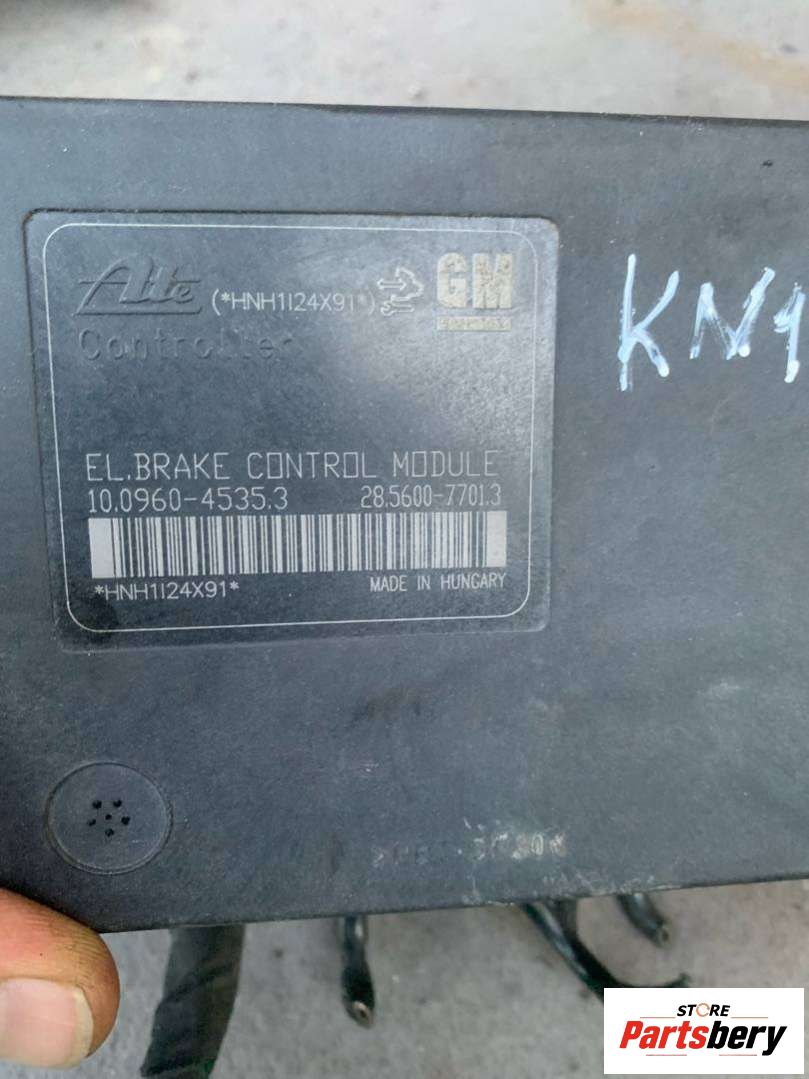 Ate (*HNH1I24X91*) GM
Controller
EL.BRAKE CONTROL MODULE
10.0960-4535.3 28.5600-7701.3
*HNH1I24X91* MADE IN HUNGARY
KN1
STORE
Partsbery